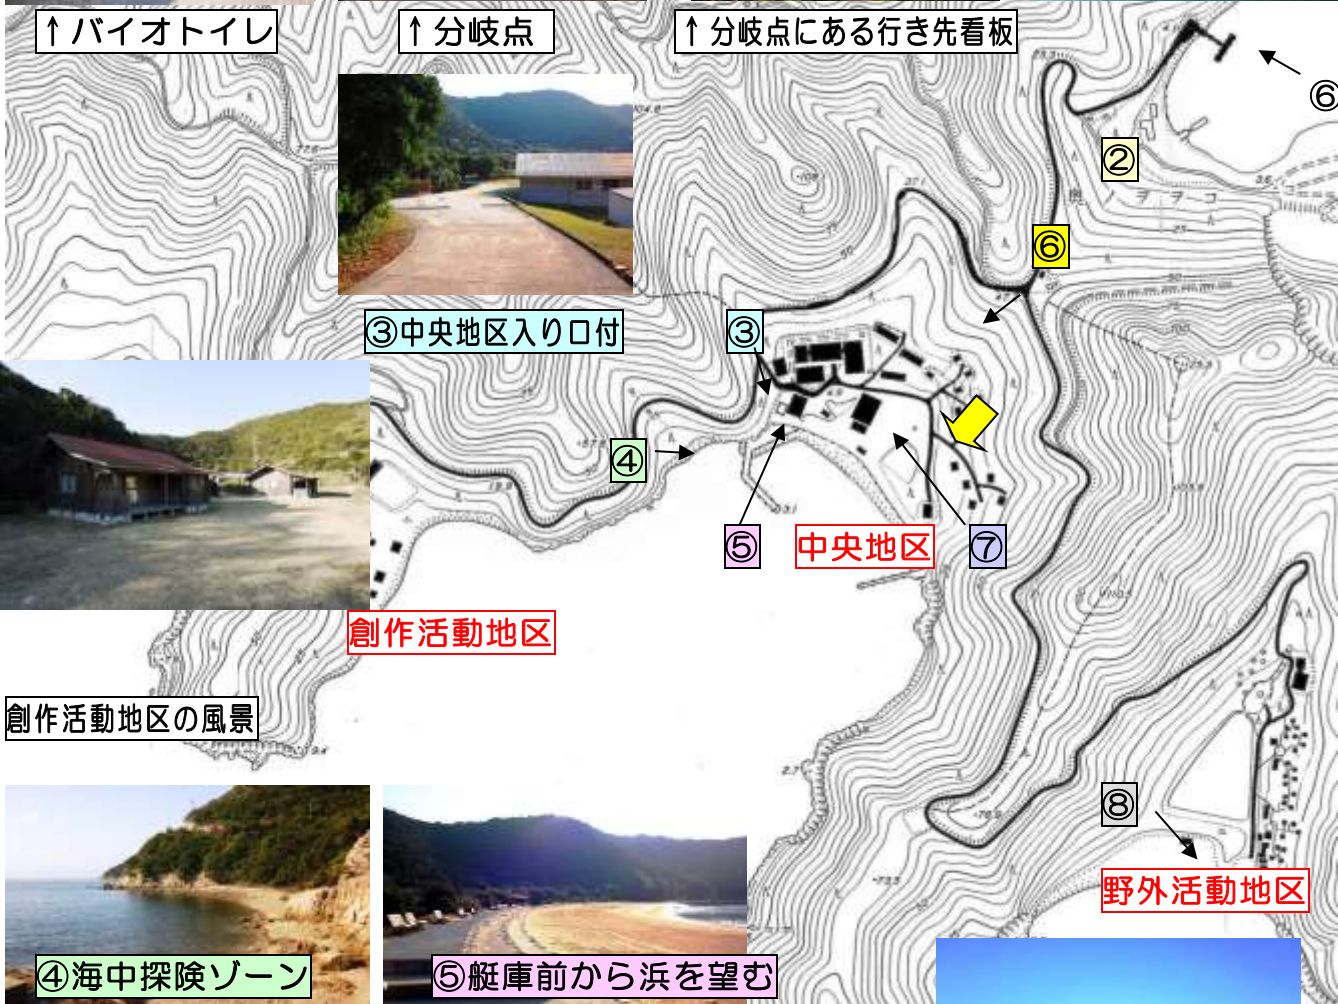 ↑バイオトイレ
↑分岐点
↑分岐点にある行き先看板
⑥
②
⑥
③中央地区入り口付
③
④
⑤
中央地区
⑦
創作活動地区
創作活動地区の風景
⑧
野外活動地区
④海中探険ゾーン
⑤艇庫前から浜を望む